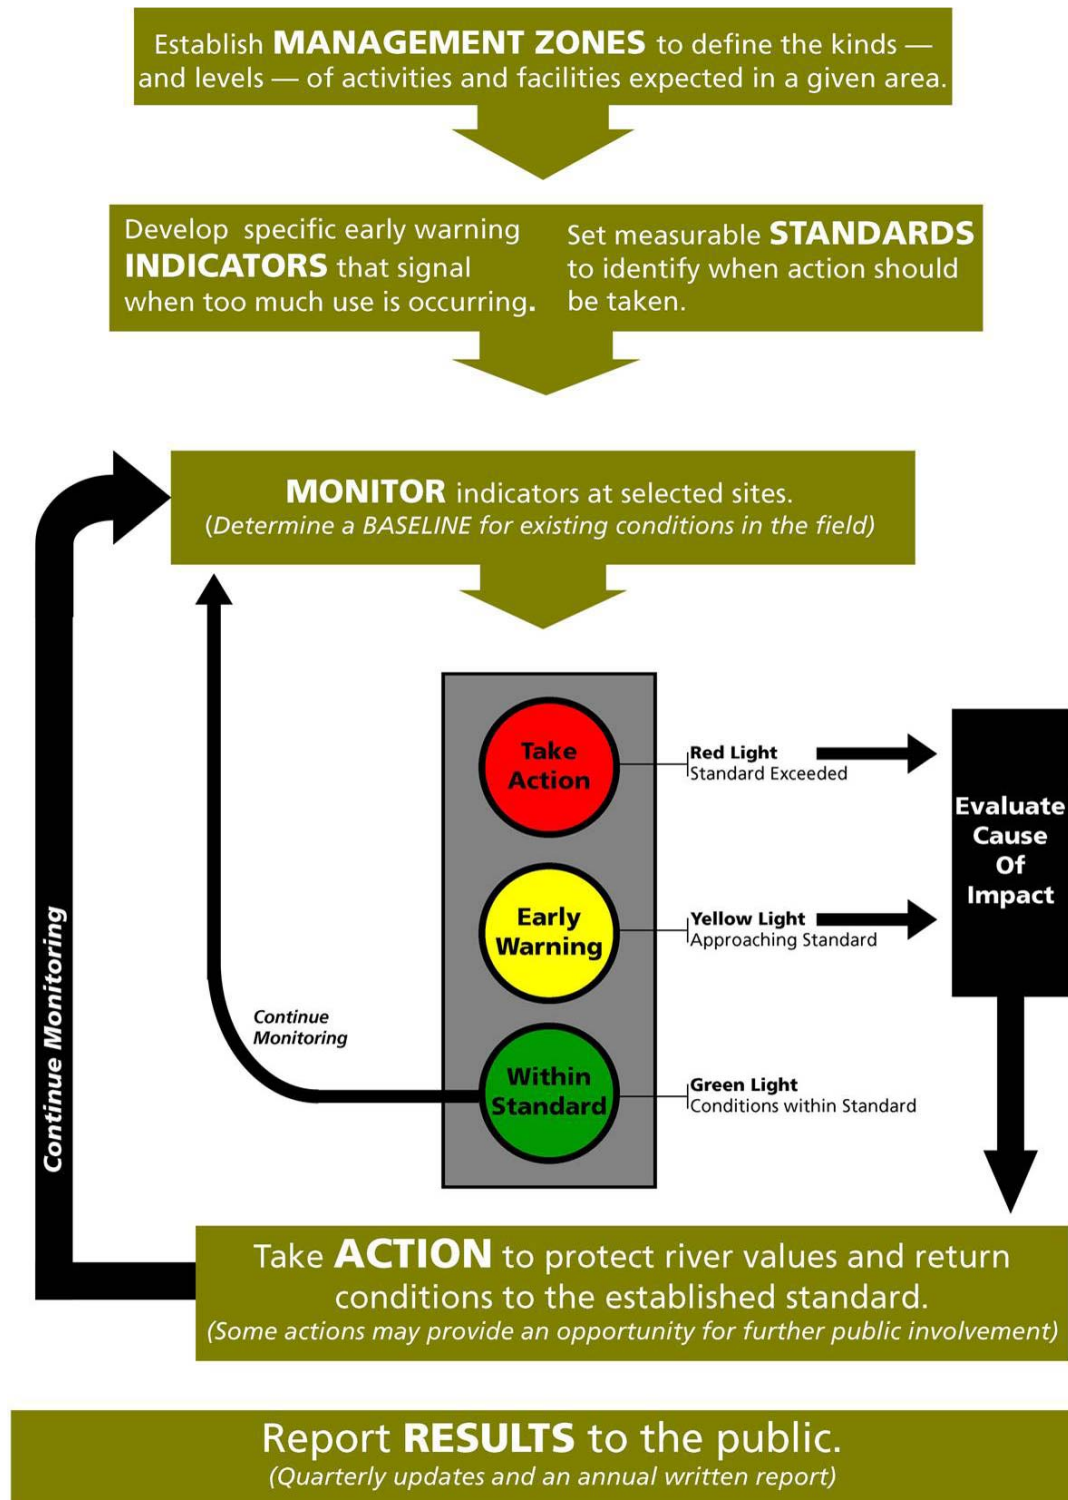 Establish MANAGEMENT ZONES to define the kinds —
and levels — of activities and facilities expected in a given area.
Develop specific early warning
INDICATORS that signal
when too much use is occurring.
Set measurable STANDARDS
to identify when action should
be taken.
MONITOR indicators at selected sites.
(Determine a BASELINE for existing conditions in the field)
Take
Action
Red Light
Standard Exceeded
Evaluate
Cause
Of
Impact
Early
Warning
Yellow Light
Approaching Standard
Continue Monitoring
Continue
Monitoring
Within
Standard
Green Light
Conditions within Standard
Take ACTION to protect river values and return
conditions to the established standard.
(Some actions may provide an opportunity for further public involvement)
Report RESULTS to the public.
(Quarterly updates and an annual written report)